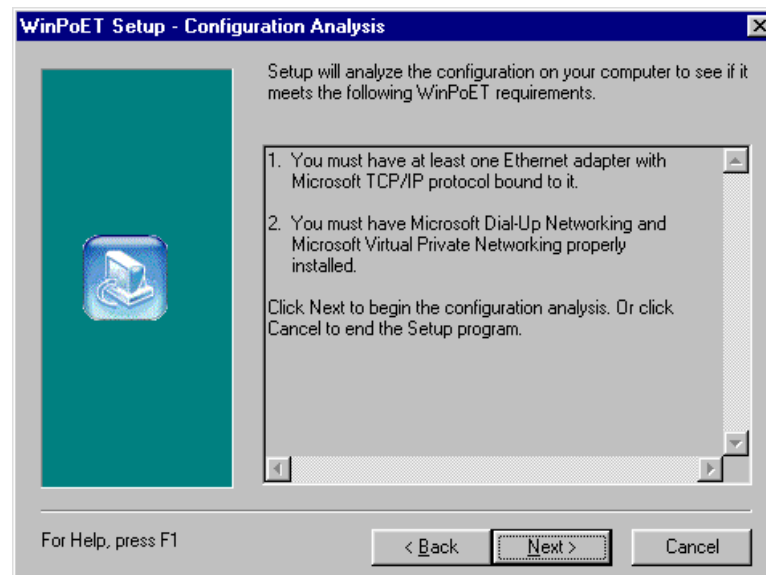 WinPoET Setup - Configuration Analysis
Setup will analyze the configuration on your computer to see if it
meets the following WinPoET requirements.
1. You must have at least one Ethernet adapter with
Microsoft TCP/IP protocol bound to it.
2. You must have Microsoft Dial-Up Networking and
Microsoft Virtual Private Networking properly
installed.
Click Next to begin the configuration analysis. Or click
Cancel to end the Setup program.
For Help, press F1
< Back
Next >
Cancel